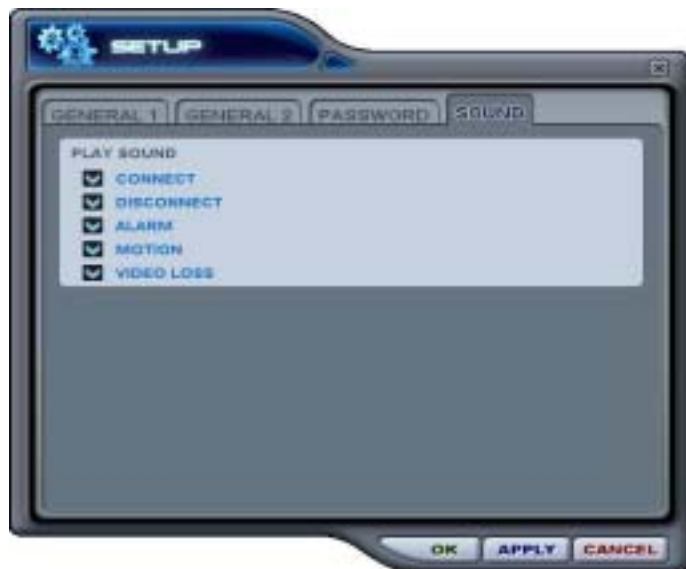 SETUP
GENERAL 1 GENERAL 2 PASSWORD SOUND
PLAY SOUND
CONNECT
DISCONNECT
ALARM
MOTION
VIDEO LOSS
OK APPLY CANCEL